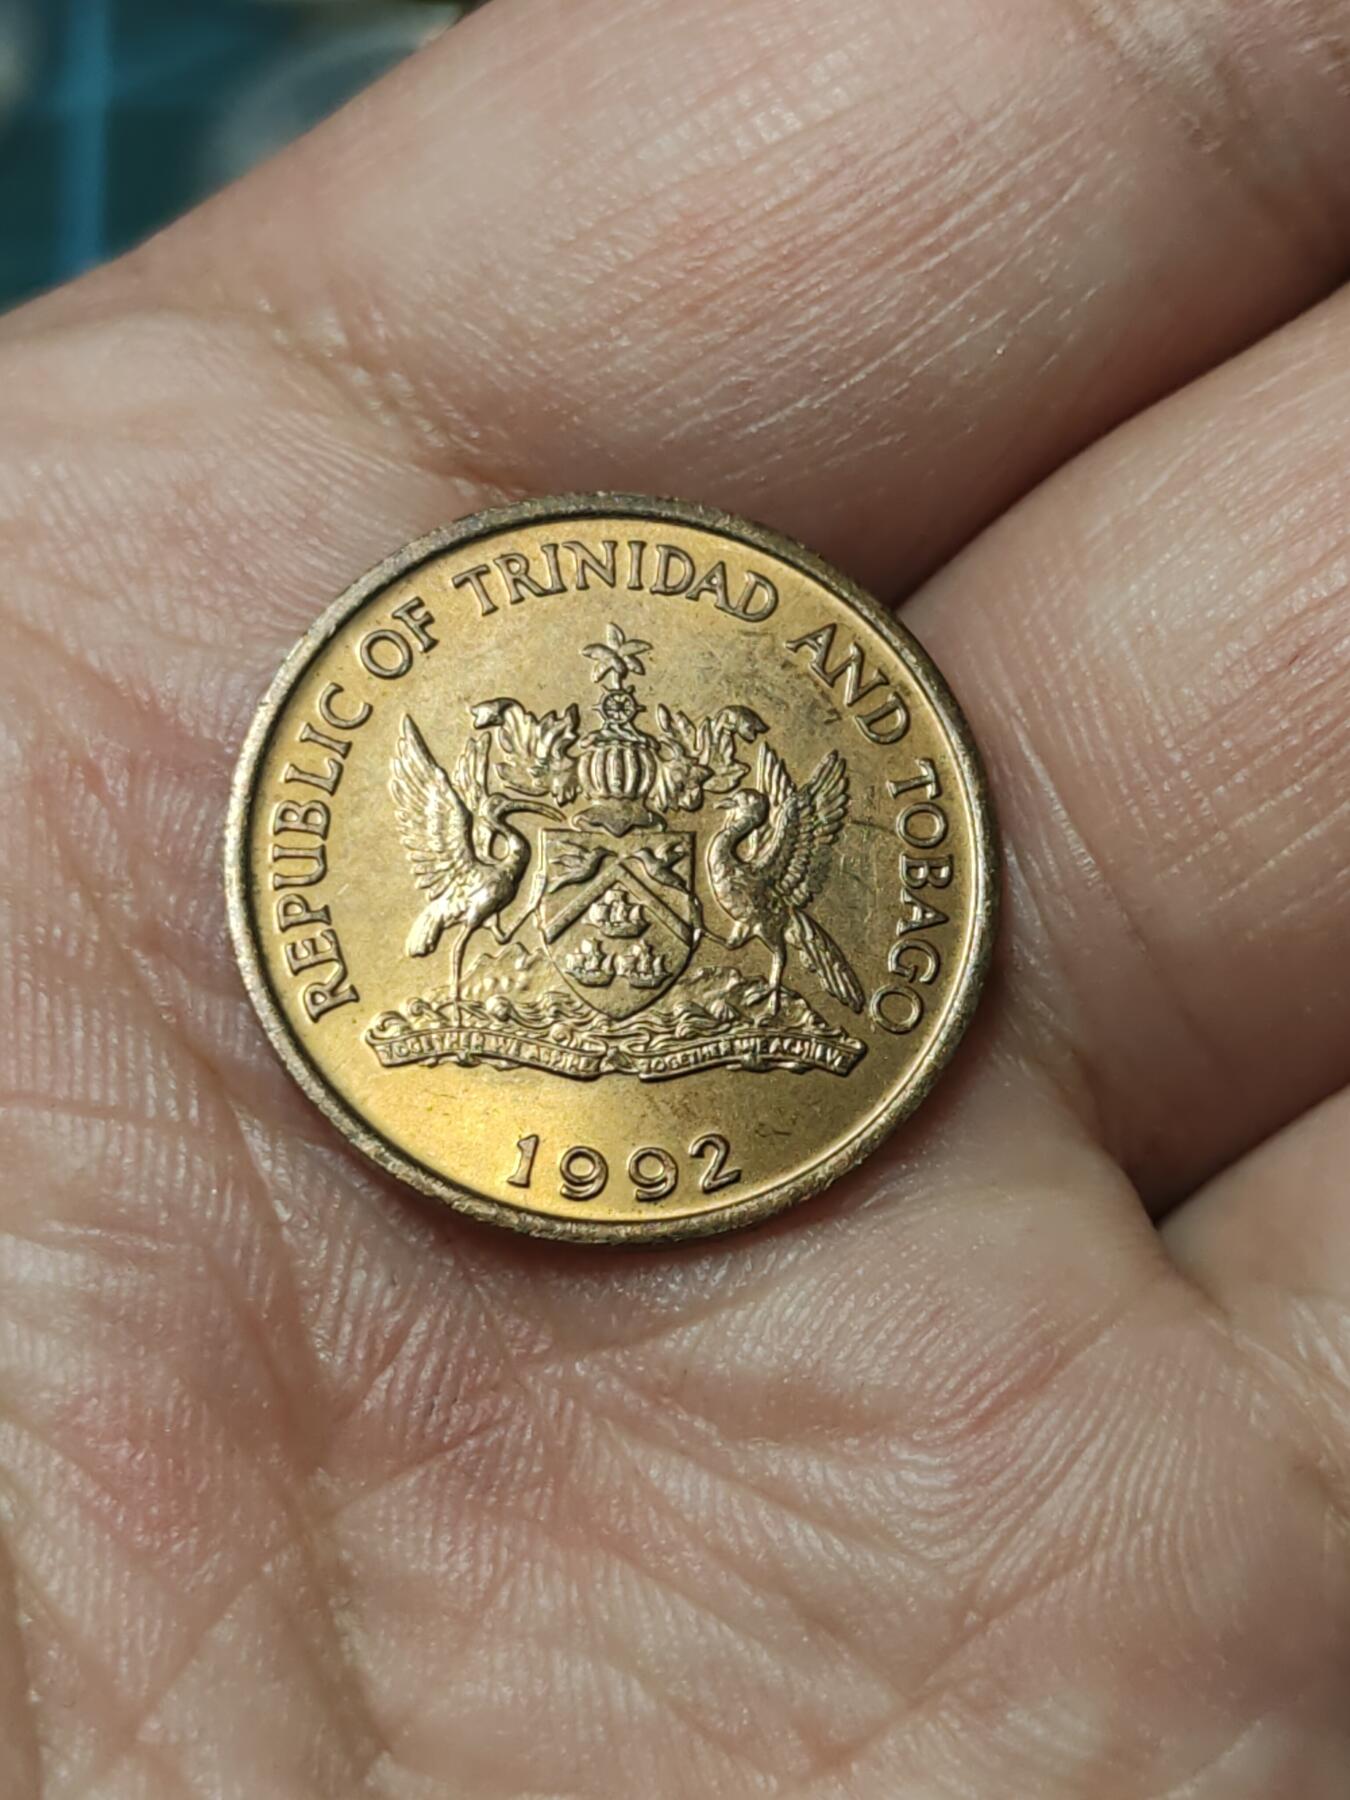 REPUBLIC OF TRINIDAD AND TOBAGO
TOGETHER WE ASPIRE TOGETHER WE ACHIEVE
1992